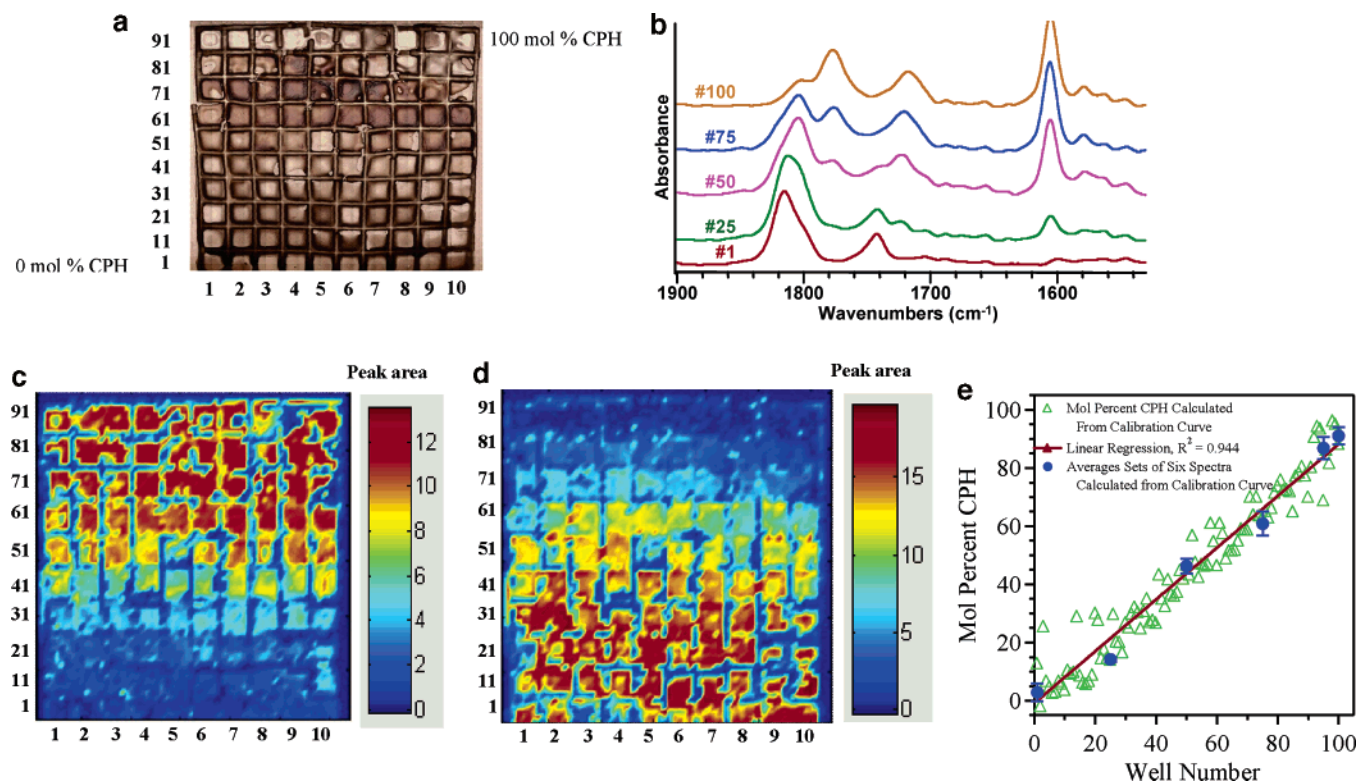 a
91
81
71
61
51
41
31
21
11
1
0 mol % CPH
100 mol % CPH
1 2 3 4 5 6 7 8 9 10
b
Absorbance
#100
#75
#50
#25
#1
1900 1800 1700 1600
Wavenumbers (cm-1)
c
Peak area
91
81
71
61
51
41
31
21
11
1
1 2 3 4 5 6 7 8 9 10
12
10
8
6
4
2
0
d
Peak area
91
81
71
61
51
41
31
21
11
1
1 2 3 4 5 6 7 8 9 10
15
10
5
0
e
Mol Percent CPH
100
80
60
40
20
0
Mol Percent CPH Calculated
From Calibration Curve
Linear Regression, R2 = 0.944
Averages Sets of Six Spectra
Calculated from Calibration Curve
0 20 40 60 80 100
Well Number